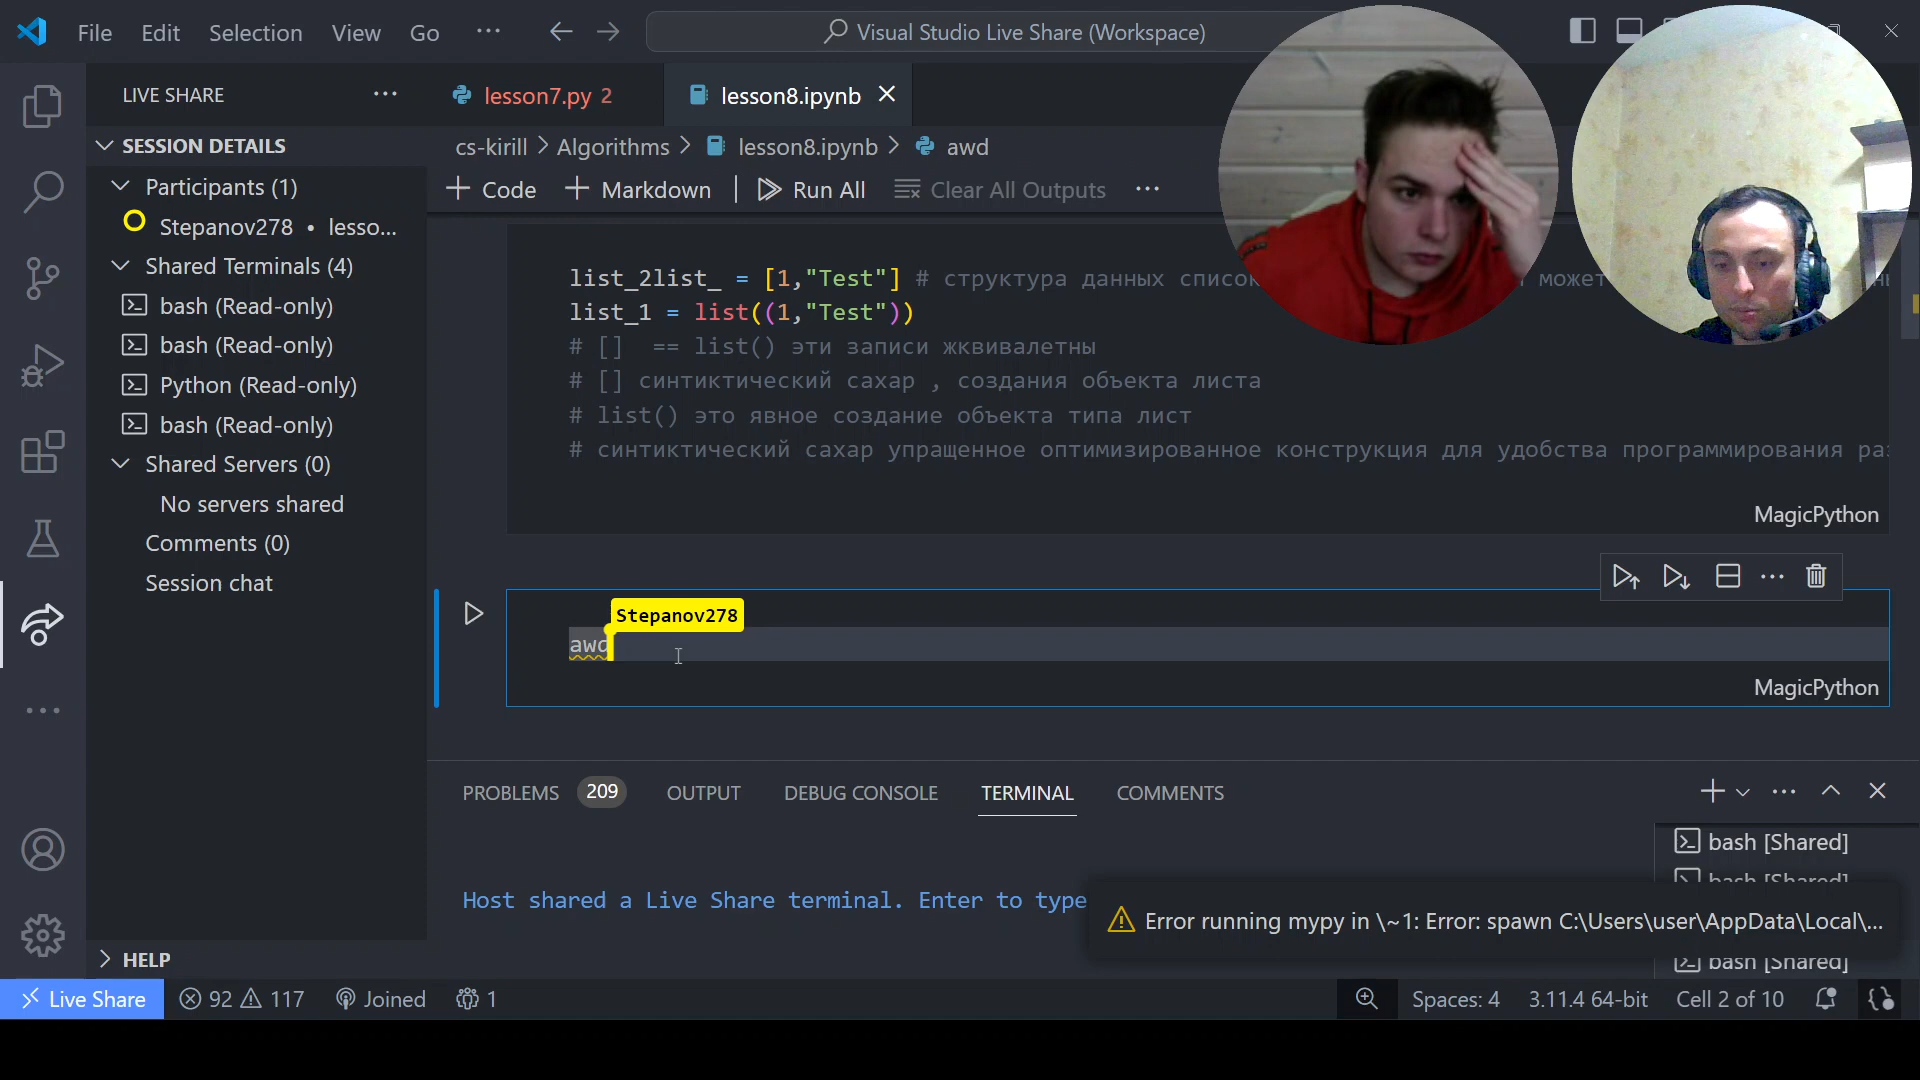 File Edit Selection View Go ···
Visual Studio Live Share (Workspace)
LIVE SHARE ···
lesson7.py 2
lesson8.ipynb
SESSION DETAILS
cs-kirill > Algorithms > lesson8.ipynb > awd
Participants (1)
+ Code + Markdown Run All Clear All Outputs ···
Stepanov278 • lesso...
Shared Terminals (4)
bash (Read-only)
bash (Read-only)
Python (Read-only)
bash (Read-only)
Shared Servers (0)
No servers shared
Comments (0)
Session chat
list_2list_ = [1,"Test"] # структура данных список может
list_1 = list((1,"Test"))
# [] == list() эти записи жквивалетны
# [] синтиктический сахар , создания объекта листа
# list() это явное создание объекта типа лист
# синтиктический сахар упращенное оптимизированное конструкция для удобства программирования ра
MagicPython
Stepanov278
awd
MagicPython
PROBLEMS 209 OUTPUT DEBUG CONSOLE TERMINAL COMMENTS
bash [Shared]
bash [Shared]
Host shared a Live Share terminal. Enter to type
Error running mypy in \~1: Error: spawn C:\Users\user\AppData\Local\...
bash [Shared]
HELP
Live Share 92 117 Joined 1
Spaces: 4 3.11.4 64-bit Cell 2 of 10